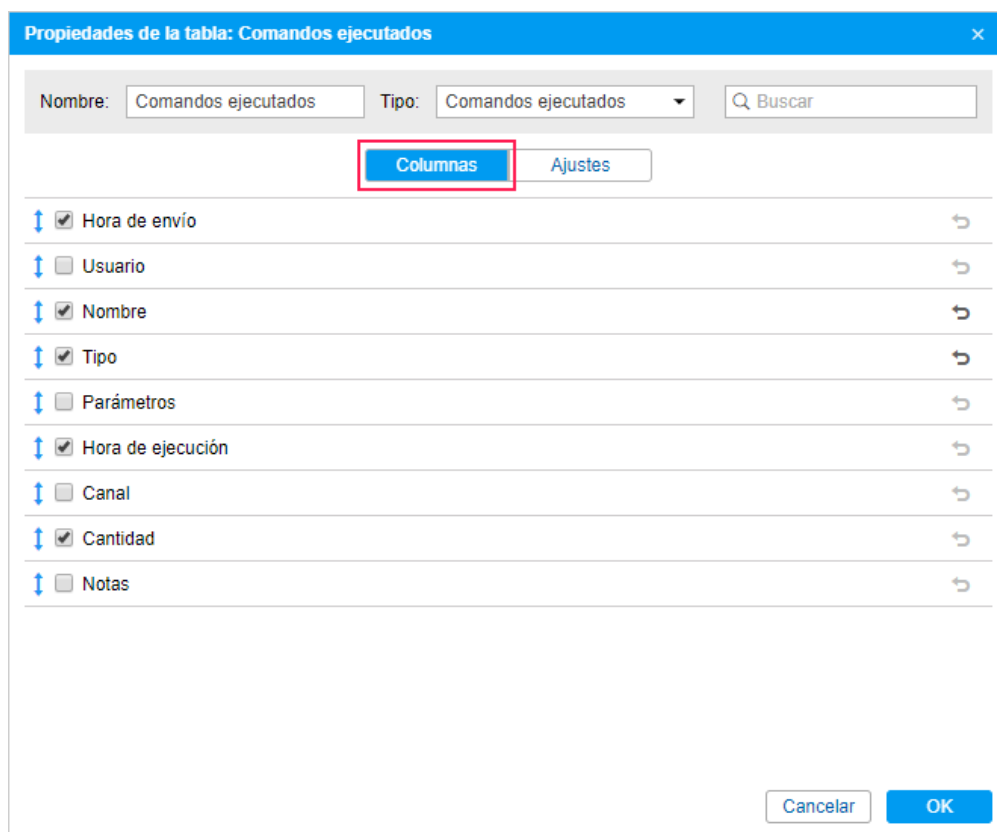 Propiedades de la tabla: Comandos ejecutados
Nombre: Comandos ejecutados Tipo: Comandos ejecutados Buscar
Columnas Ajustes
Hora de envío
Usuario
Nombre
Tipo
Parámetros
Hora de ejecución
Canal
Cantidad
Notas
Cancelar OK